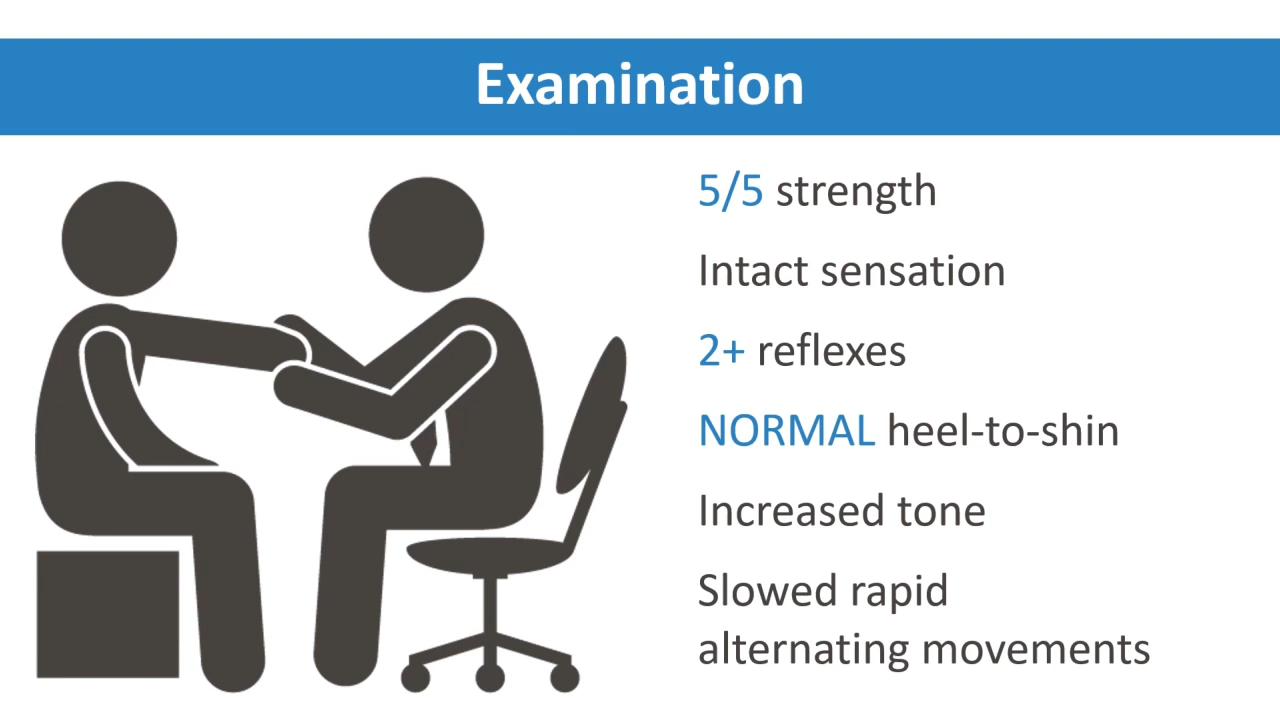 Examination
5/5 strength
Intact sensation
2+ reflexes
NORMAL heel-to-shin
Increased tone
Slowed rapid
alternating movements